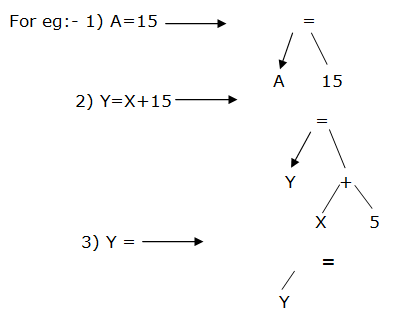 For eg:- 1) A=15 =
A 15
2) Y=X+15
=
Y +
X 5
3) Y =
=
Y